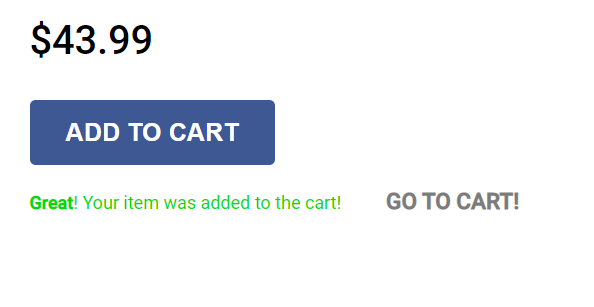 $43.99
ADD TO CART
Great! Your item was added to the cart! GO TO CART!